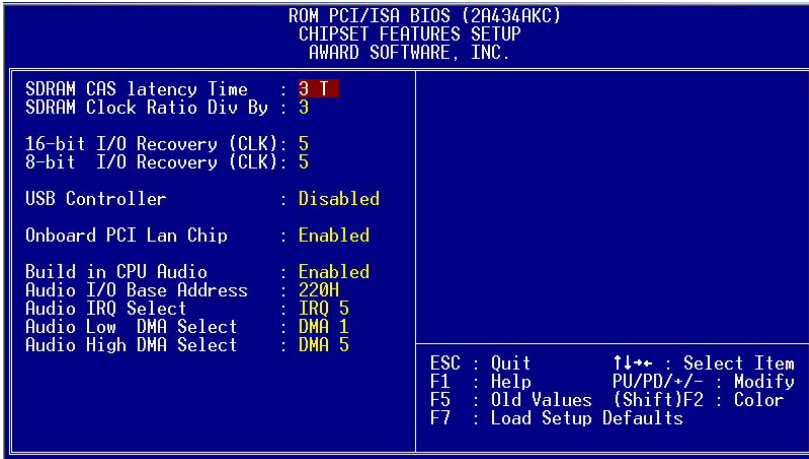 ROM PCI/ISA BIOS (2A434AKC)
CHIPSET FEATURES SETUP
AWARD SOFTWARE, INC.
SDRAM CAS latency Time : 3 T
SDRAM Clock Ratio Div By : 3
16-bit I/O Recovery (CLK): 5
8-bit I/O Recovery (CLK): 5
USB Controller : Disabled
Onboard PCI Lan Chip : Enabled
Build in CPU Audio : Enabled
Audio I/O Base Address : 220H
Audio IRQ Select : IRQ 5
Audio Low DMA Select : DMA 1
Audio High DMA Select : DMA 5
ESC : Quit ↑↓→← : Select Item
F1 : Help PU/PD/+/- : Modify
F5 : Old Values (Shift)F2 : Color
F7 : Load Setup Defaults